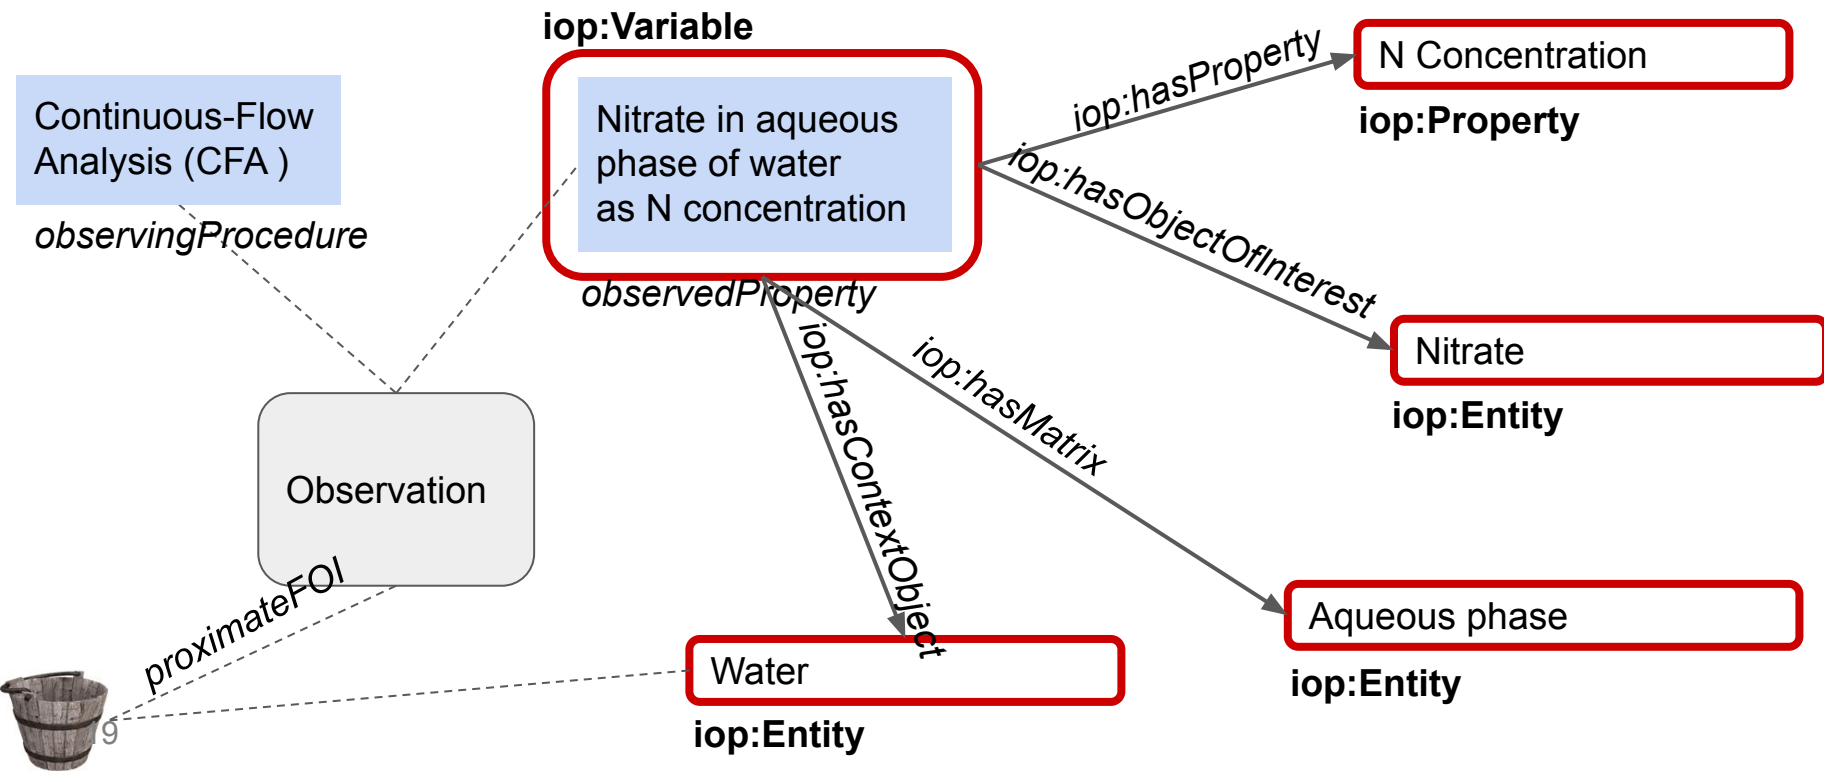 iop:Variable
Continuous-Flow
Analysis (CFA )
observingProcedure
Nitrate in aqueous
phase of water
as N concentration
observedProperty
iop:hasProperty
N Concentration
iop:Property
iop:hasObjectOfInterest
Nitrate
iop:Entity
iop:hasContextObject
iop:hasMatrix
Observation
proximateFOI
Aqueous phase
iop:Entity
Water
iop:Entity
19